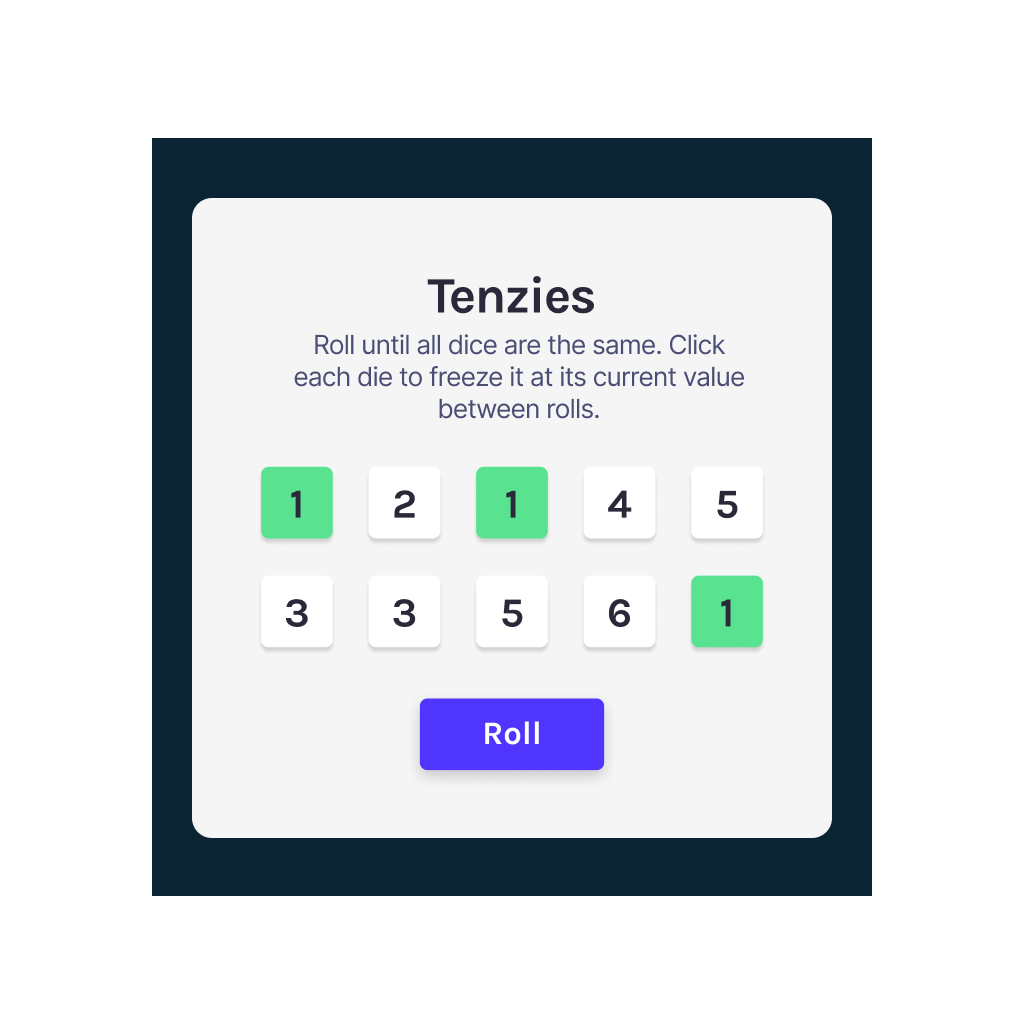 Tenzies
Roll until all dice are the same. Click
each die to freeze it at its current value
between rolls.
1 2 1 4 5
3 3 5 6 1
Roll